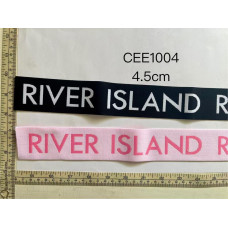 CEE1004
4.5cm
RIVER ISLAND R
RIVER ISLAND R